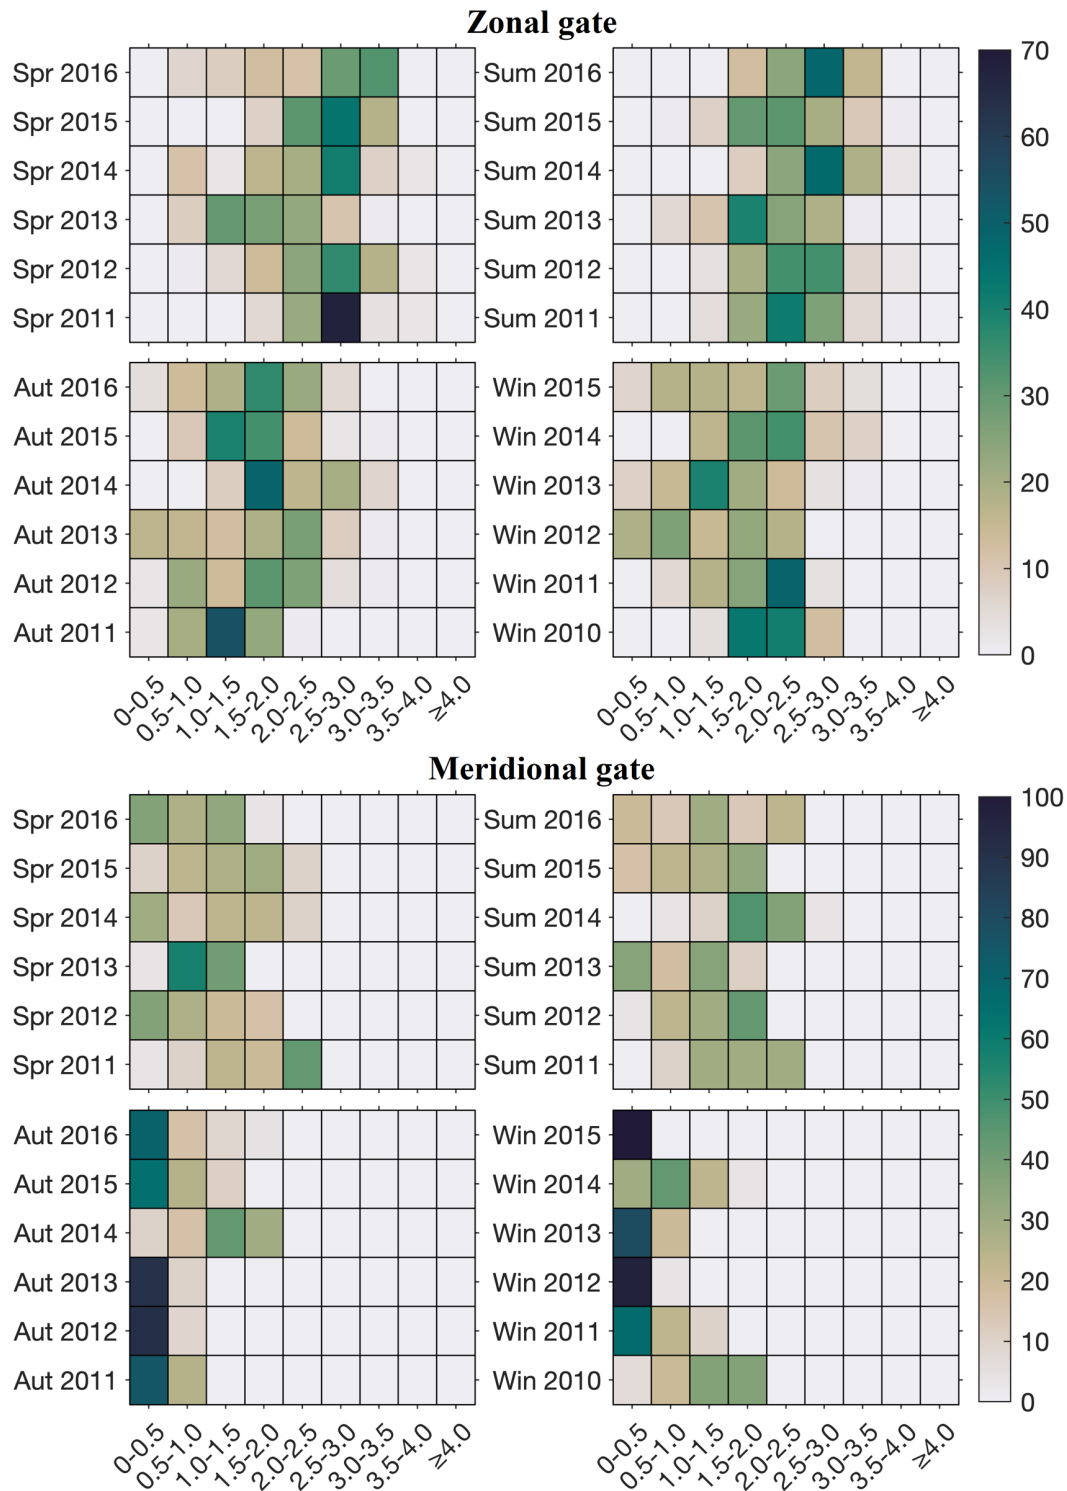 Zonal gate
Spr 2016
Spr 2015
Spr 2014
Spr 2013
Spr 2012
Spr 2011
Sum 2016
Sum 2015
Sum 2014
Sum 2013
Sum 2012
Sum 2011
Aut 2016
Aut 2015
Aut 2014
Aut 2013
Aut 2012
Aut 2011
Win 2015
Win 2014
Win 2013
Win 2012
Win 2011
Win 2010
0-0.5 0.5-1.0 1.0-1.5 1.5-2.0 2.0-2.5 2.5-3.0 3.0-3.5 3.5-4.0 ≥4.0
0-0.5 0.5-1.0 1.0-1.5 1.5-2.0 2.0-2.5 2.5-3.0 3.0-3.5 3.5-4.0 ≥4.0
70
60
50
40
30
20
10
0
Meridional gate
Spr 2016
Spr 2015
Spr 2014
Spr 2013
Spr 2012
Spr 2011
Sum 2016
Sum 2015
Sum 2014
Sum 2013
Sum 2012
Sum 2011
Aut 2016
Aut 2015
Aut 2014
Aut 2013
Aut 2012
Aut 2011
Win 2015
Win 2014
Win 2013
Win 2012
Win 2011
Win 2010
0-0.5 0.5-1.0 1.0-1.5 1.5-2.0 2.0-2.5 2.5-3.0 3.0-3.5 3.5-4.0 ≥4.0
0-0.5 0.5-1.0 1.0-1.5 1.5-2.0 2.0-2.5 2.5-3.0 3.0-3.5 3.5-4.0 ≥4.0
100
90
80
70
60
50
40
30
20
10
0